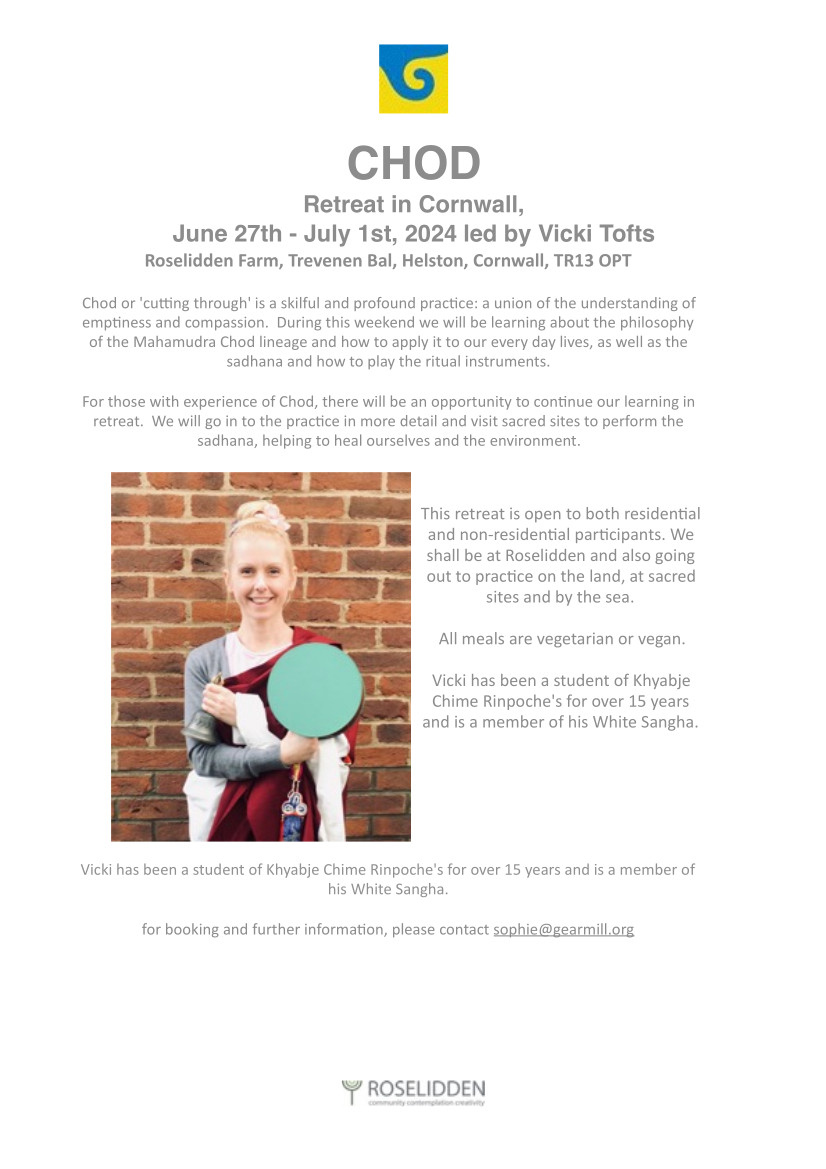 CHOD
Retreat in Cornwall,
June 27th - July 1st, 2024 led by Vicki Tofts
Roselidden Farm, Trevenen Bal, Helston, Cornwall, TR13 OPT
Chod or 'cutting through' is a skilful and profound practice: a union of the understanding of
emptiness and compassion.  During this weekend we will be learning about the philosophy
of the Mahamudra Chod lineage and how to apply it to our every day lives, as well as the
sadhana and how to play the ritual instruments.
For those with experience of Chod, there will be an opportunity to continue our learning in
retreat.  We will go in to the practice in more detail and visit sacred sites to perform the
sadhana, helping to heal ourselves and the environment.
This retreat is open to both residential
and non-residential participants. We
shall be at Roselidden and also going
out to practice on the land, at sacred
sites and by the sea.
All meals are vegetarian or vegan.
Vicki has been a student of Khyabje
Chime Rinpoche's for over 15 years
and is a member of his White Sangha.
Vicki has been a student of Khyabje Chime Rinpoche's for over 15 years and is a member of
his White Sangha.
for booking and further information, please contact sophie@gearmill.org
ROSELIDDEN
community contemplation creativity